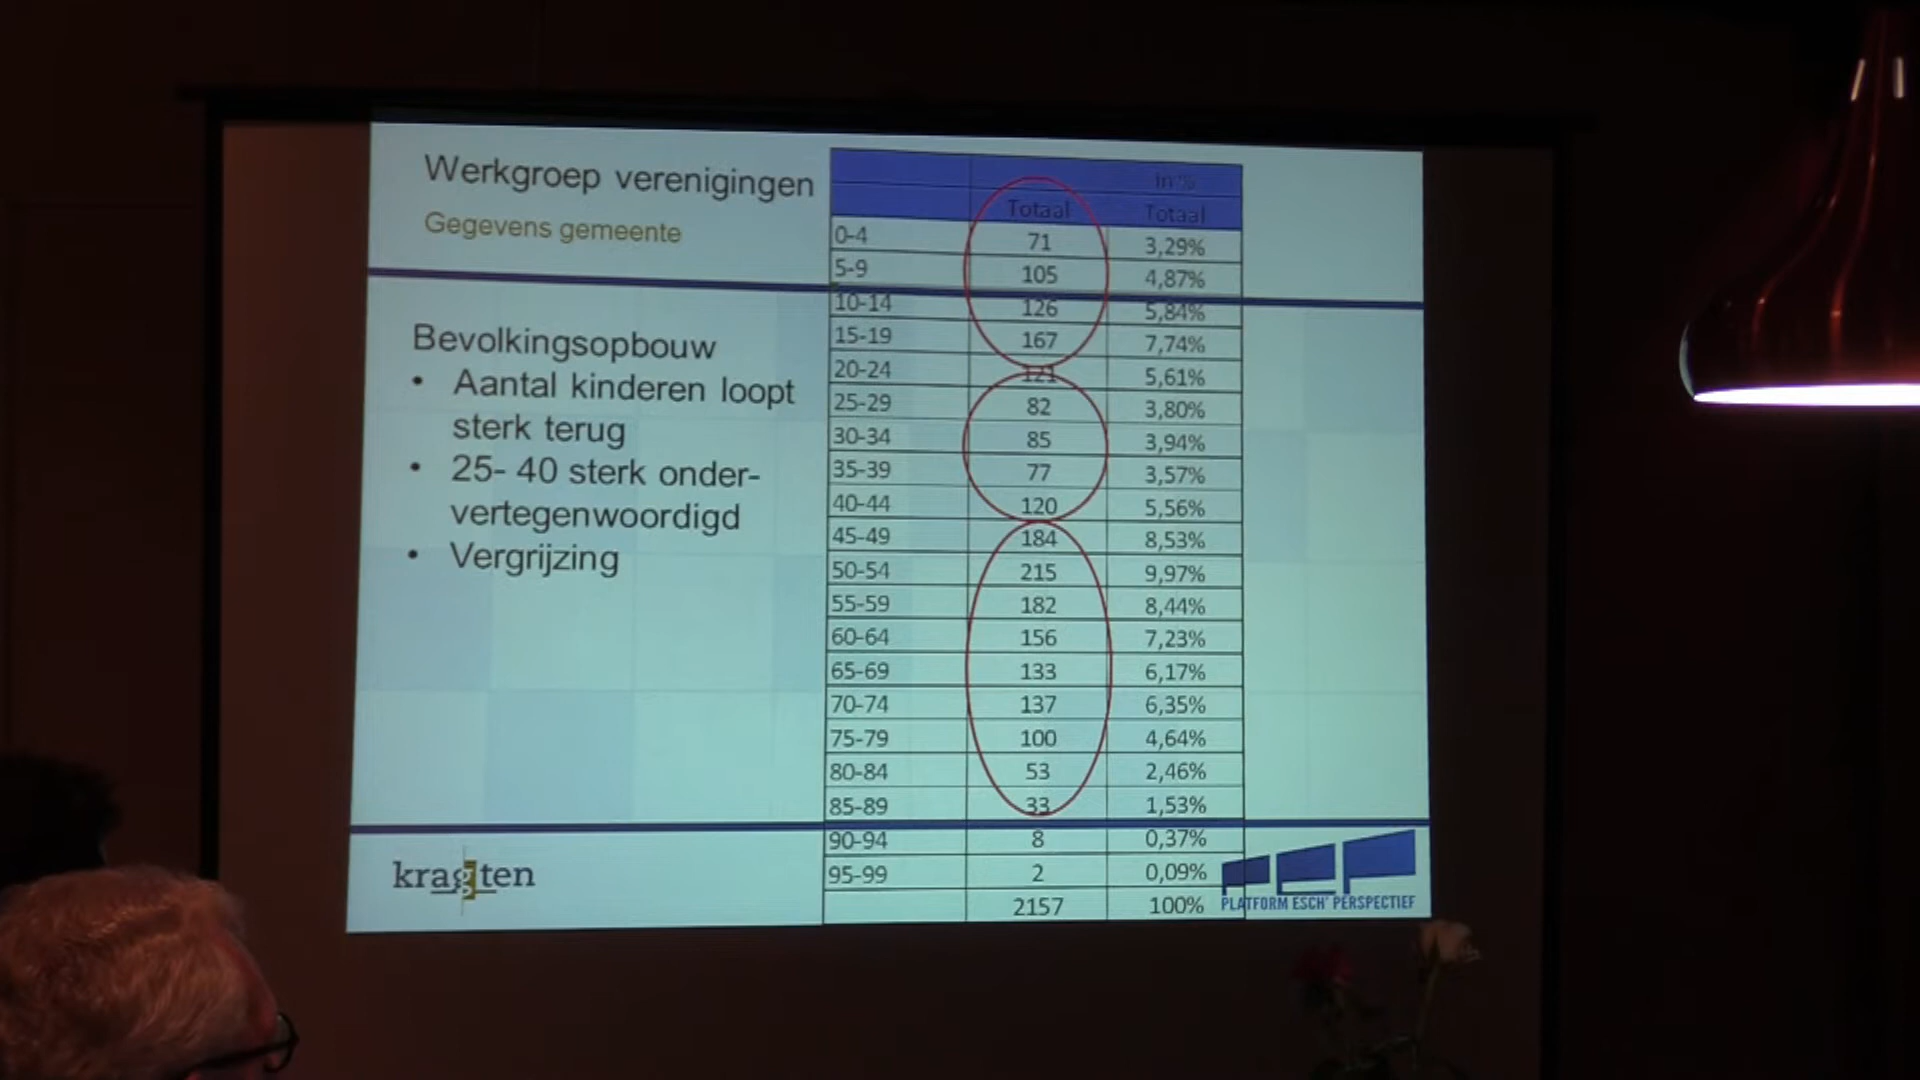 Werkgroep verenigingen
Gegevens gemeente
Bevolkingsopbouw
• Aantal kinderen loopt
sterk terug
• 25- 40 sterk onder-
vertegenwoordigd
• Vergrijzing
In %
Totaal Totaal
0-4 71 3,29%
5-9 105 4,87%
10-14 126 5,84%
15-19 167 7,74%
20-24 121 5,61%
25-29 82 3,80%
30-34 85 3,94%
35-39 77 3,57%
40-44 120 5,56%
45-49 184 8,53%
50-54 215 9,97%
55-59 182 8,44%
60-64 156 7,23%
65-69 133 6,17%
70-74 137 6,35%
75-79 100 4,64%
80-84 53 2,46%
85-89 33 1,53%
90-94 8 0,37%
95-99 2 0,09%
2157 100%
kragten
PLATFORM ESCH' PERSPECTIEF